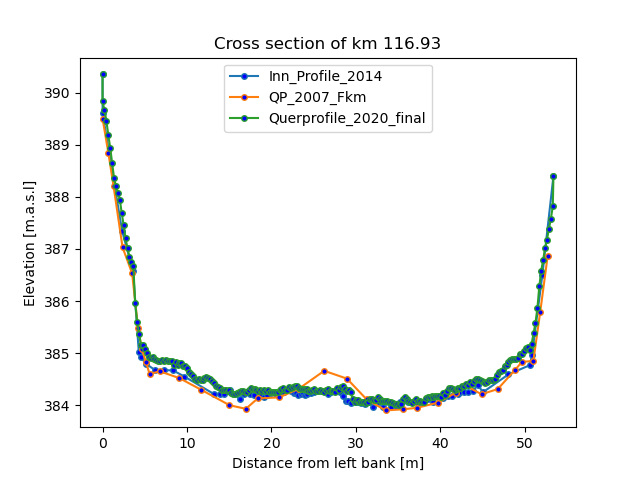 Cross section of km 116.93
Inn_Profile_2014
QP_2007_Fkm
Querprofile_2020_final
390
389
388
387
386
385
384
Elevation [m.a.s.l]
0
10
20
30
40
50
Distance from left bank [m]